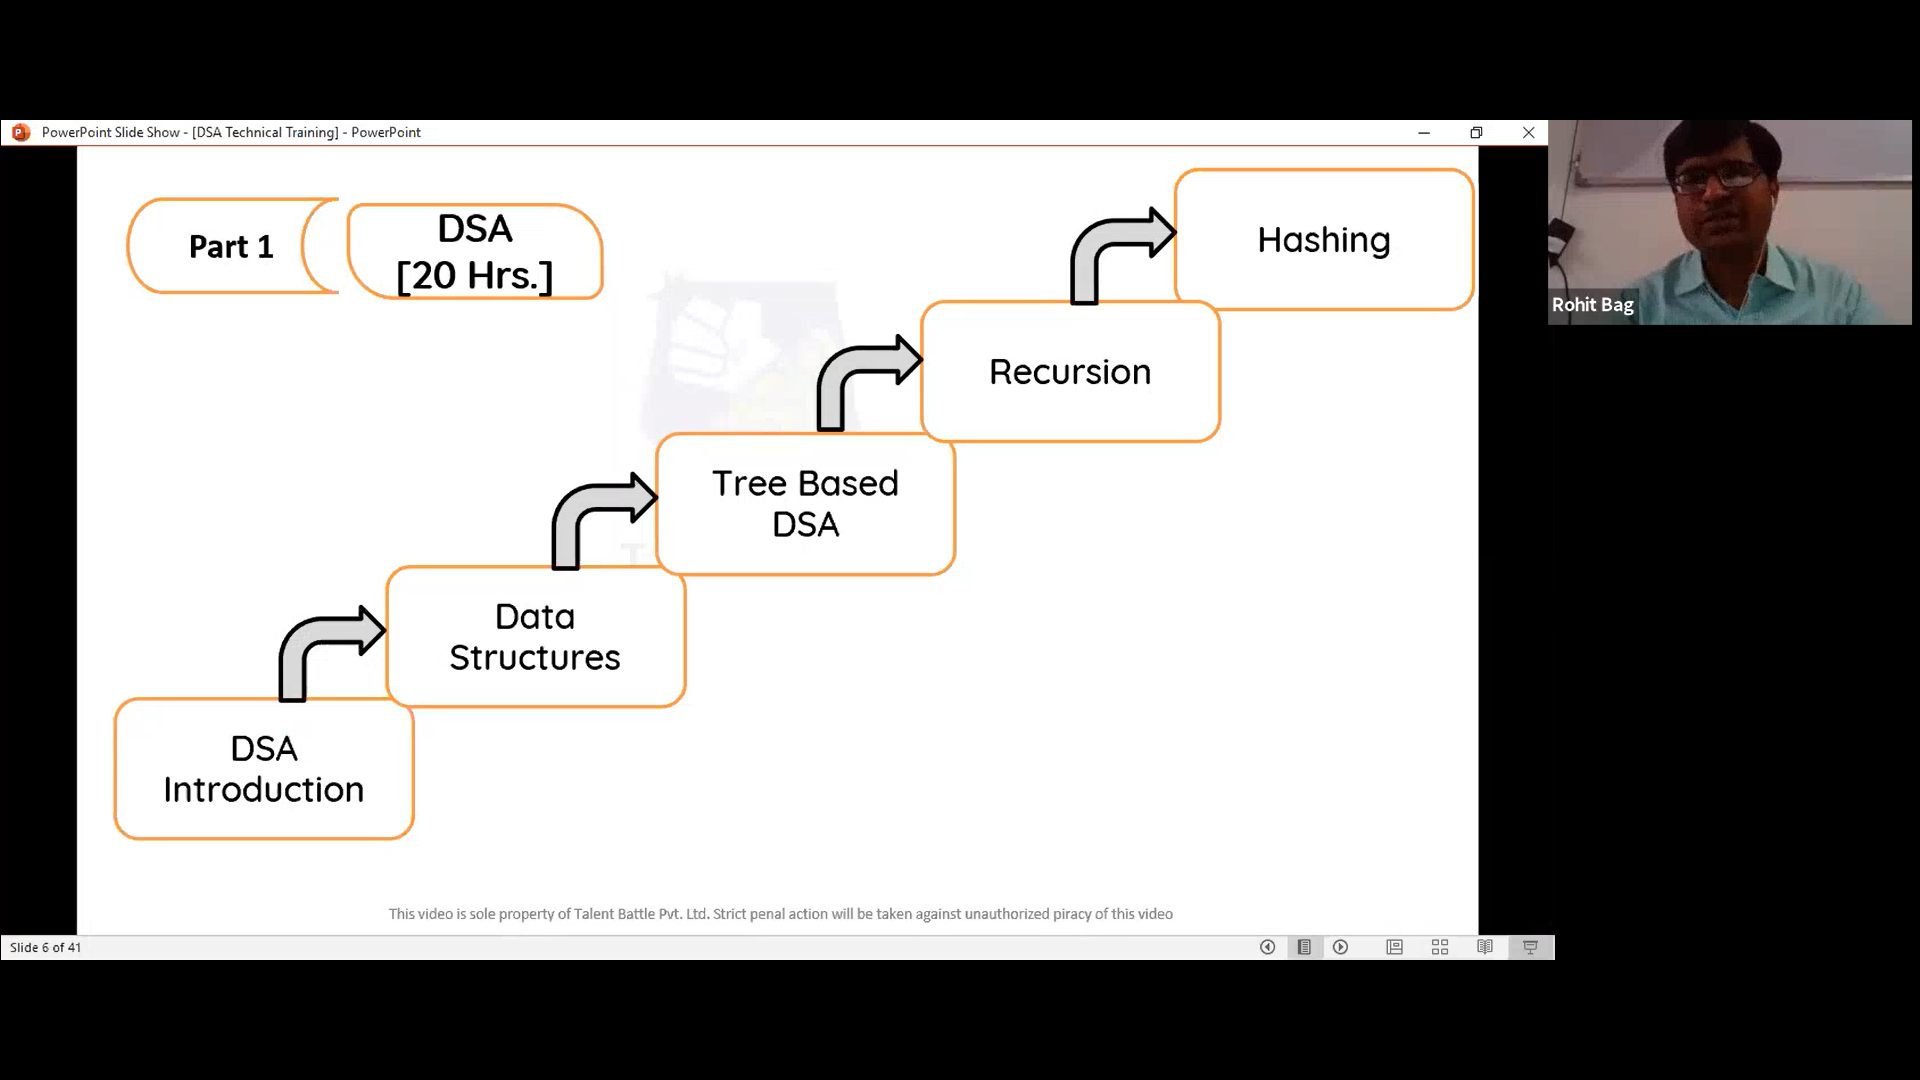 PowerPoint Slide Show - [DSA Technical Training] - PowerPoint
Part 1
DSA
[20 Hrs.]
Hashing
Rohit Bag
Recursion
Tree Based
DSA
Data
Structures
DSA
Introduction
This video is sole property of Talent Battle Pvt. Ltd. Strict penal action will be taken against unauthorized piracy of this video
Slide 6 of 41